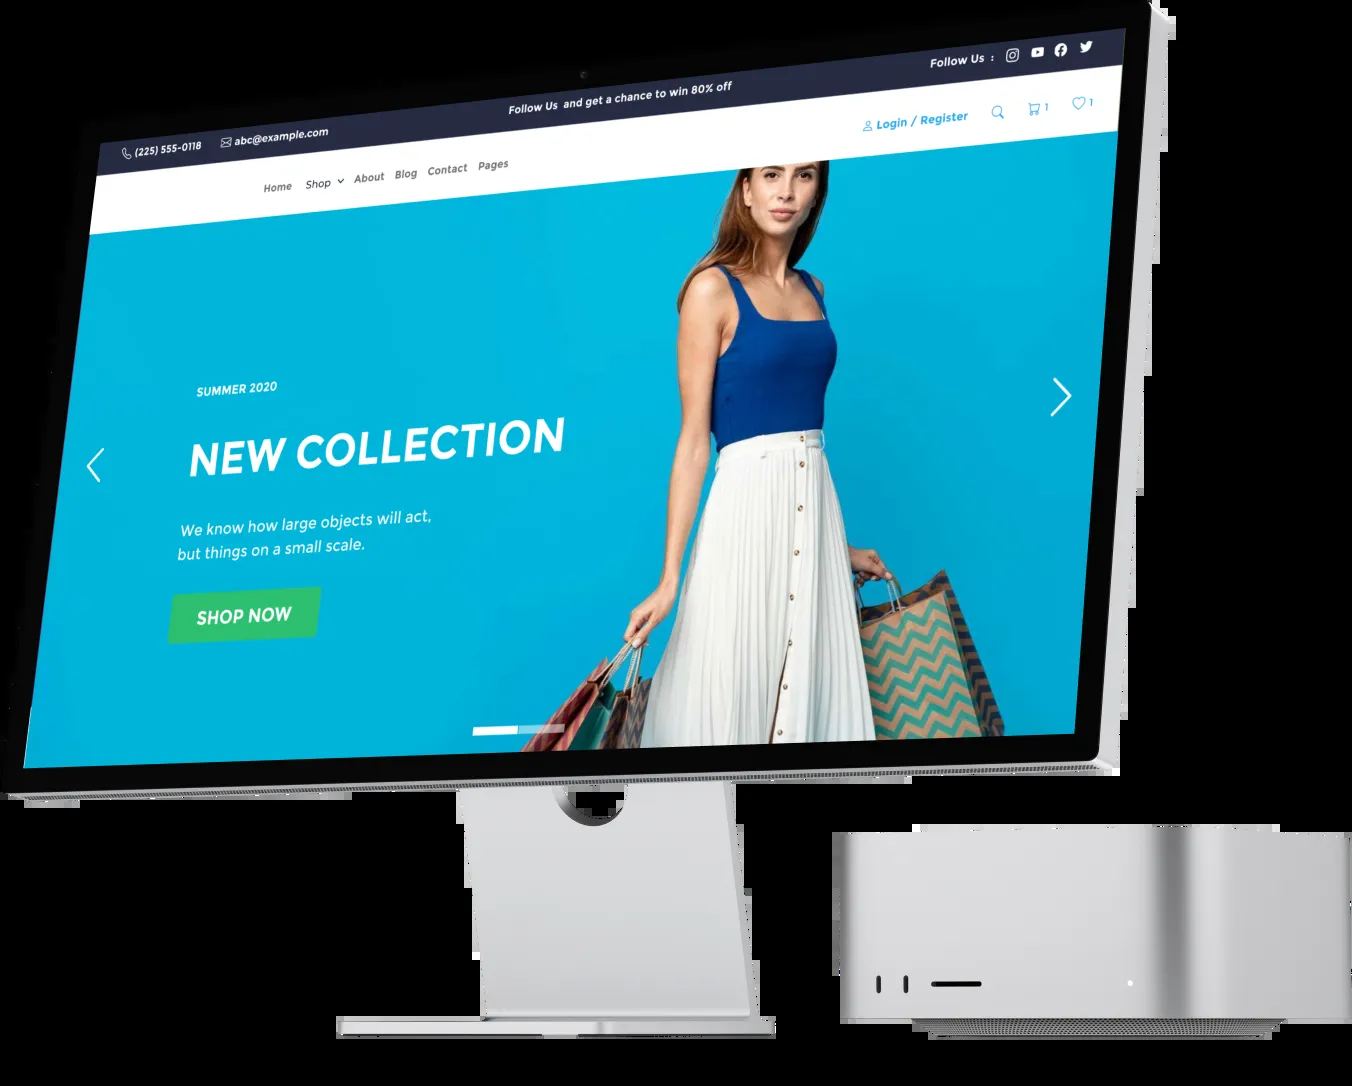 (225) 555-0118
abc@example.com
Follow Us and get a chance to win 80% off
Follow Us :
Home
Shop
About
Blog
Contact
Pages
Login / Register
1
1
SUMMER 2020
NEW COLLECTION
We know how large objects will act,
but things on a small scale.
SHOP NOW